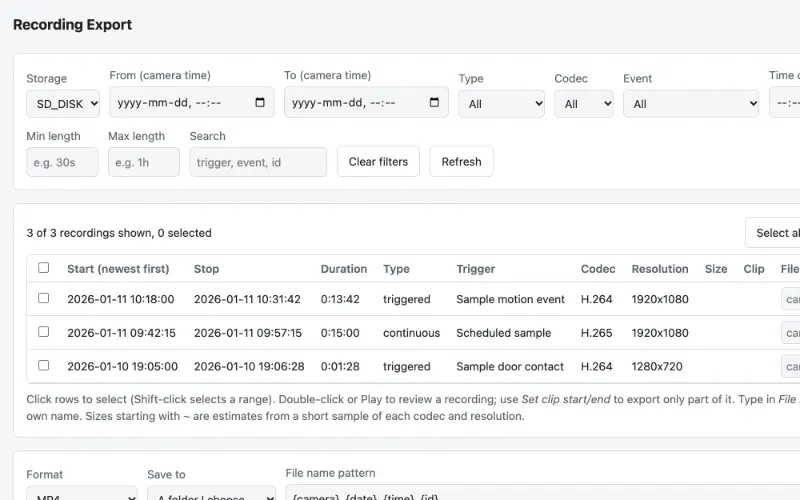 Recording Export
Storage From (camera time) To (camera time) Type Codec Event
SD_DISK yyyy-mm-dd, --:-- yyyy-mm-dd, --:-- All All All --:--
Min length Max length Search
e.g. 30s e.g. 1h trigger, event, id Clear filters Refresh
3 of 3 recordings shown, 0 selected Select
Start (newest first) Stop Duration Type Trigger Codec Resolution Size Clip File
2026-01-11 10:18:00 2026-01-11 10:31:42 0:13:42 triggered Sample motion event H.264 1920x1080
2026-01-11 09:42:15 2026-01-11 09:57:15 0:15:00 continuous Scheduled sample H.265 1920x1080
2026-01-10 19:05:00 2026-01-10 19:06:28 0:01:28 triggered Sample door contact H.264 1280x720
Click rows to select (Shift-click selects a range). Double-click or Play to review a recording; use Set clip start/end to export only part of it. Type in File
own name. Sizes starting with ~ are estimates from a short sample of each codec and resolution.
Format Save to File name pattern
MP4 A folder I choose {camera}_{date}_{time}_{id}